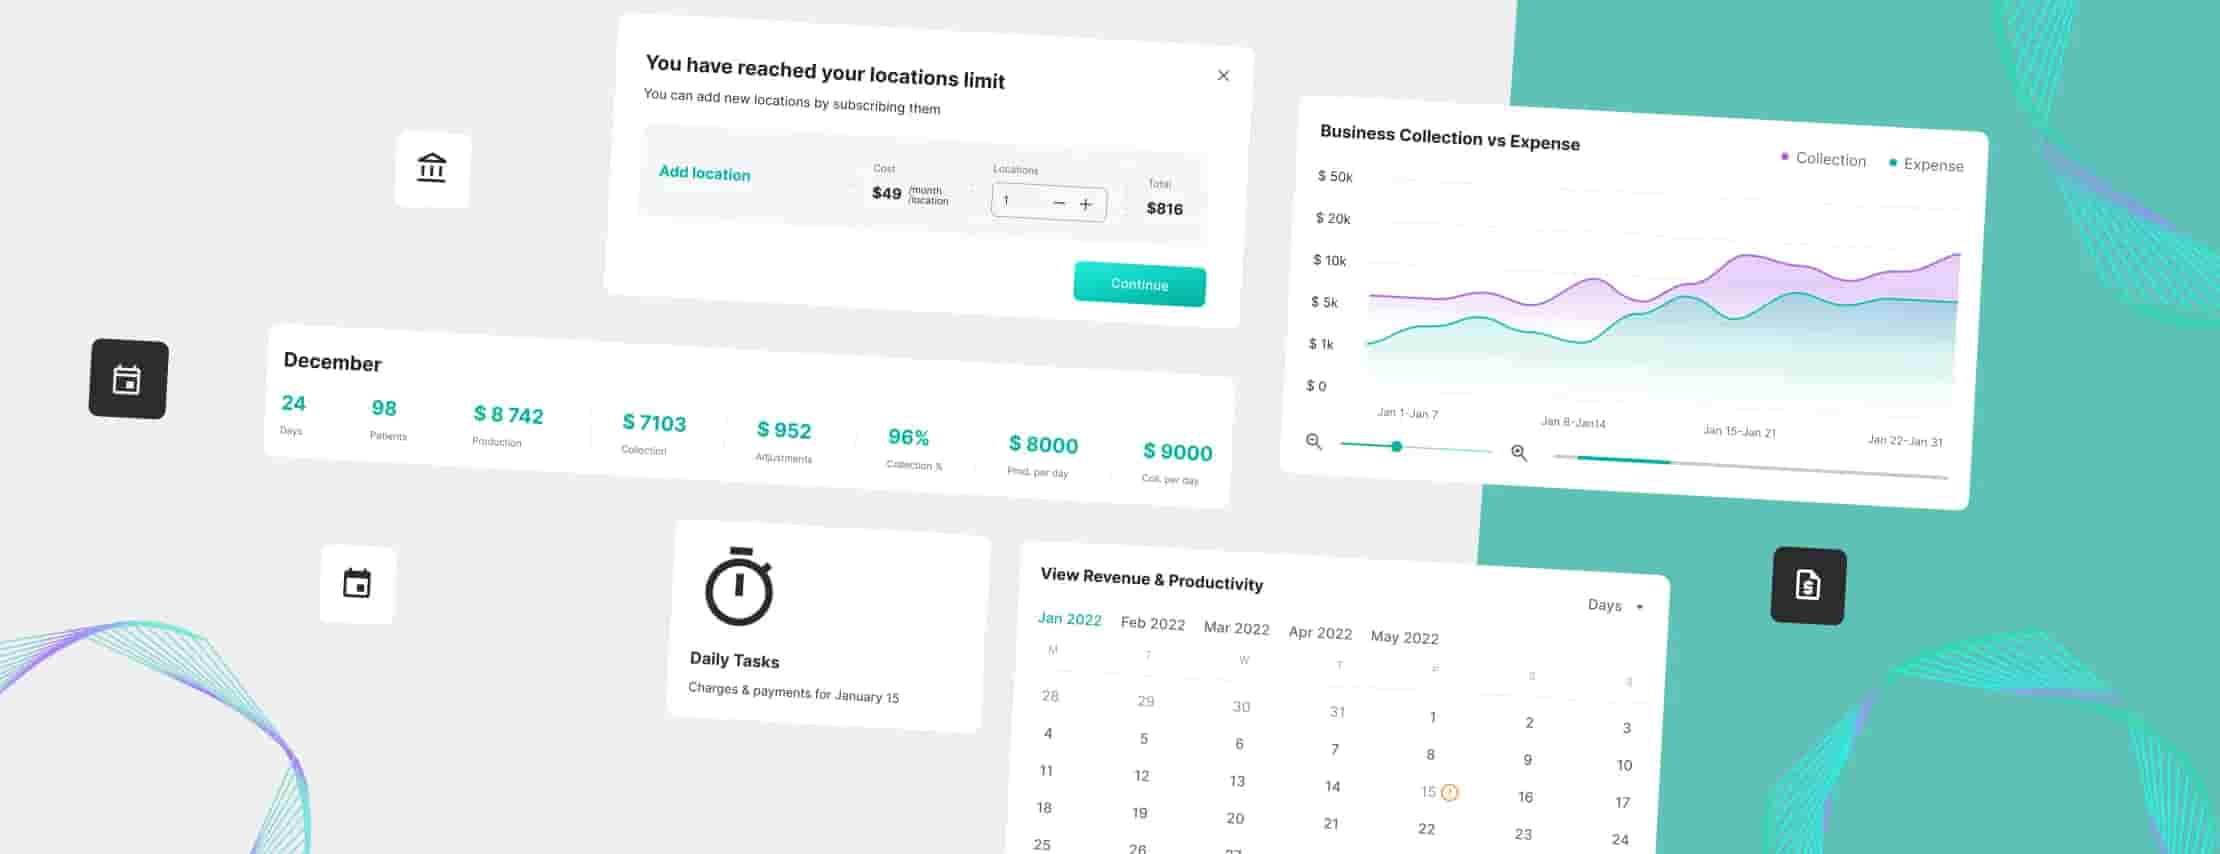 You have reached your locations limit
You can add new locations by subscribing them
Add location
Cost
$49 /month /location
Locations
1
Total
$816
Continue
Business Collection vs Expense
Collection
Expense
$ 50k
$ 20k
$ 10k
$ 5k
$ 1k
$ 0
Jan 1-Jan 7
Jan 8-Jan14
Jan 15-Jan 21
Jan 22-Jan 31
December
24
Days
98
Patients
$ 8 742
Production
$ 7103
Collection
$ 952
Adjustments
96%
Collection %
$ 8000
Prod. per day
$ 9000
Coll. per day
Daily Tasks
Charges & payments for January 15
View Revenue & Productivity
Days
Jan 2022 Feb 2022 Mar 2022 Apr 2022 May 2022
M T W T F S S
28 29 30 31 1 2 3
4 5 6 7 8 9 10
11 12 13 14 15 16 17
18 19 20 21 22 23 24
25 26 27